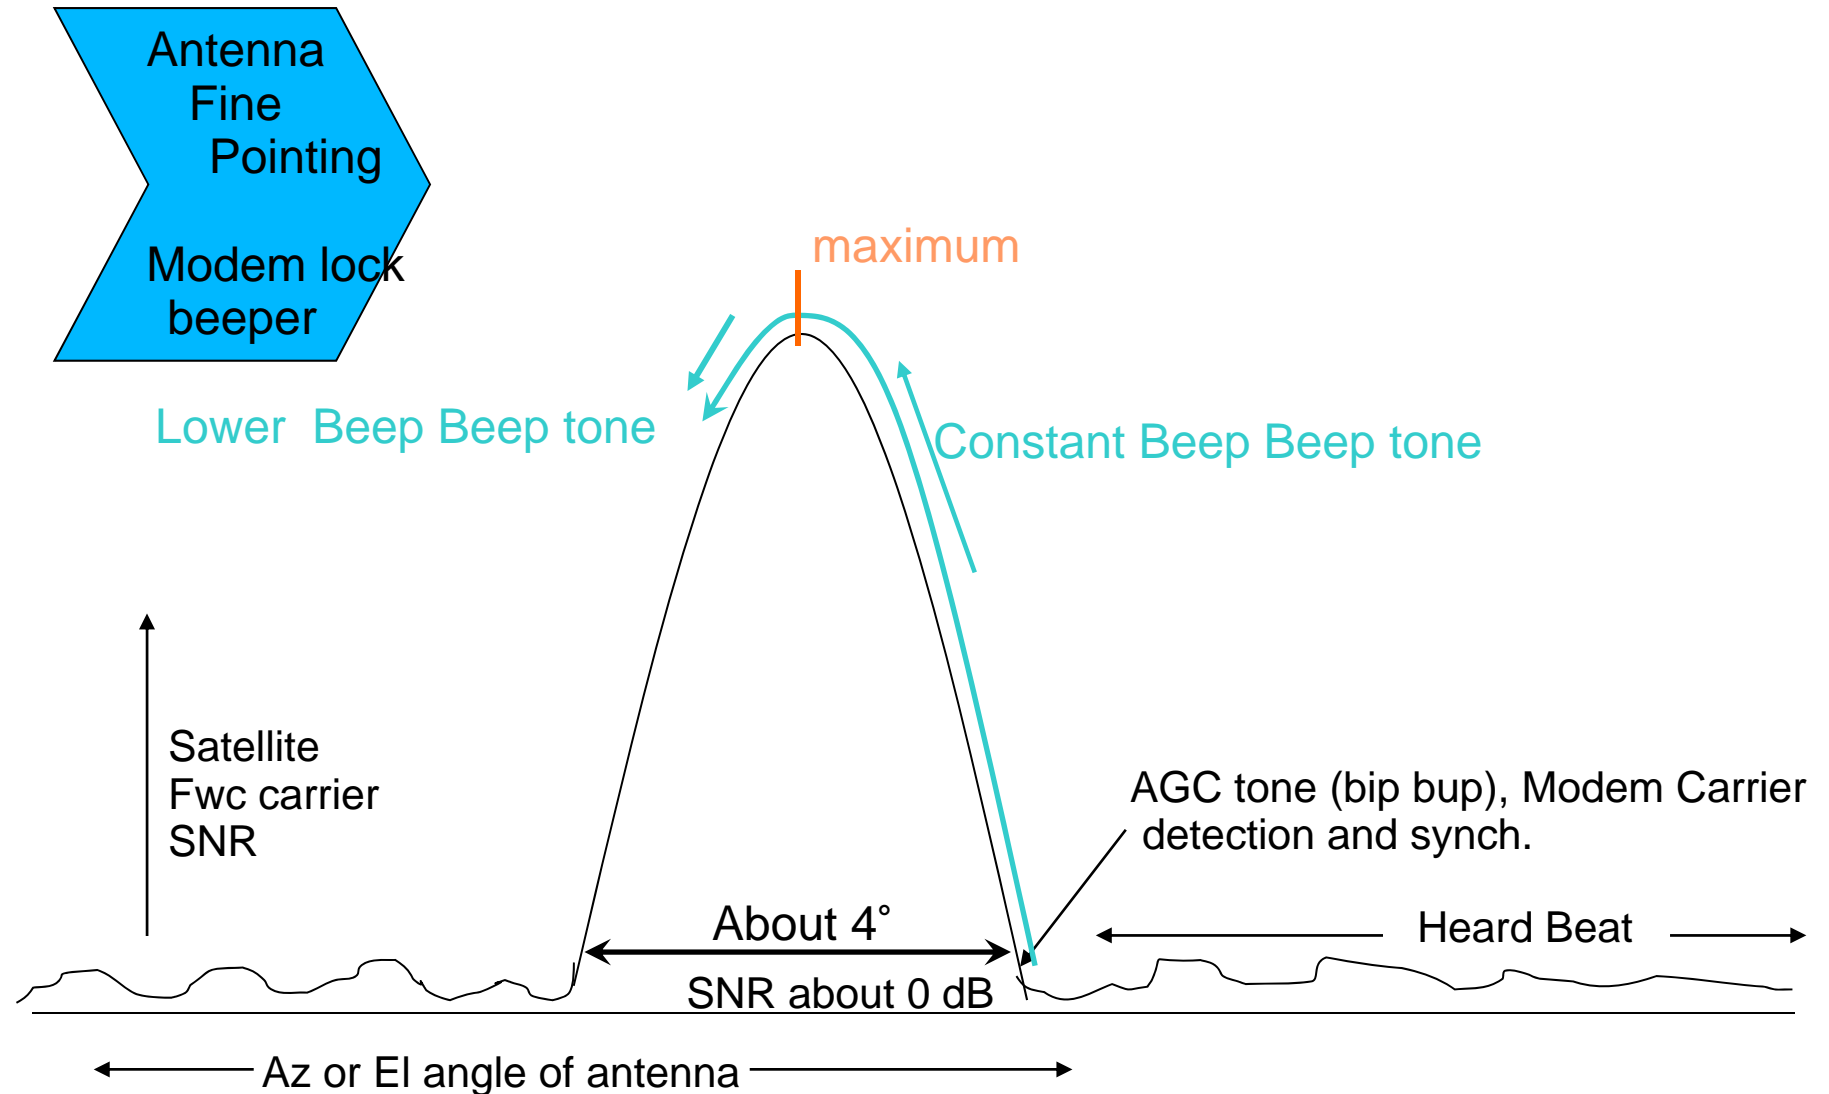 Antenna
Fine
Pointing
Modem lock
beeper
maximum
Lower  Beep Beep tone
Constant Beep Beep tone
Satellite
Fwc carrier
SNR
AGC tone (bip bup), Modem Carrier
detection and synch.
About 4°
Heard Beat
SNR about 0 dB
Az or El angle of antenna